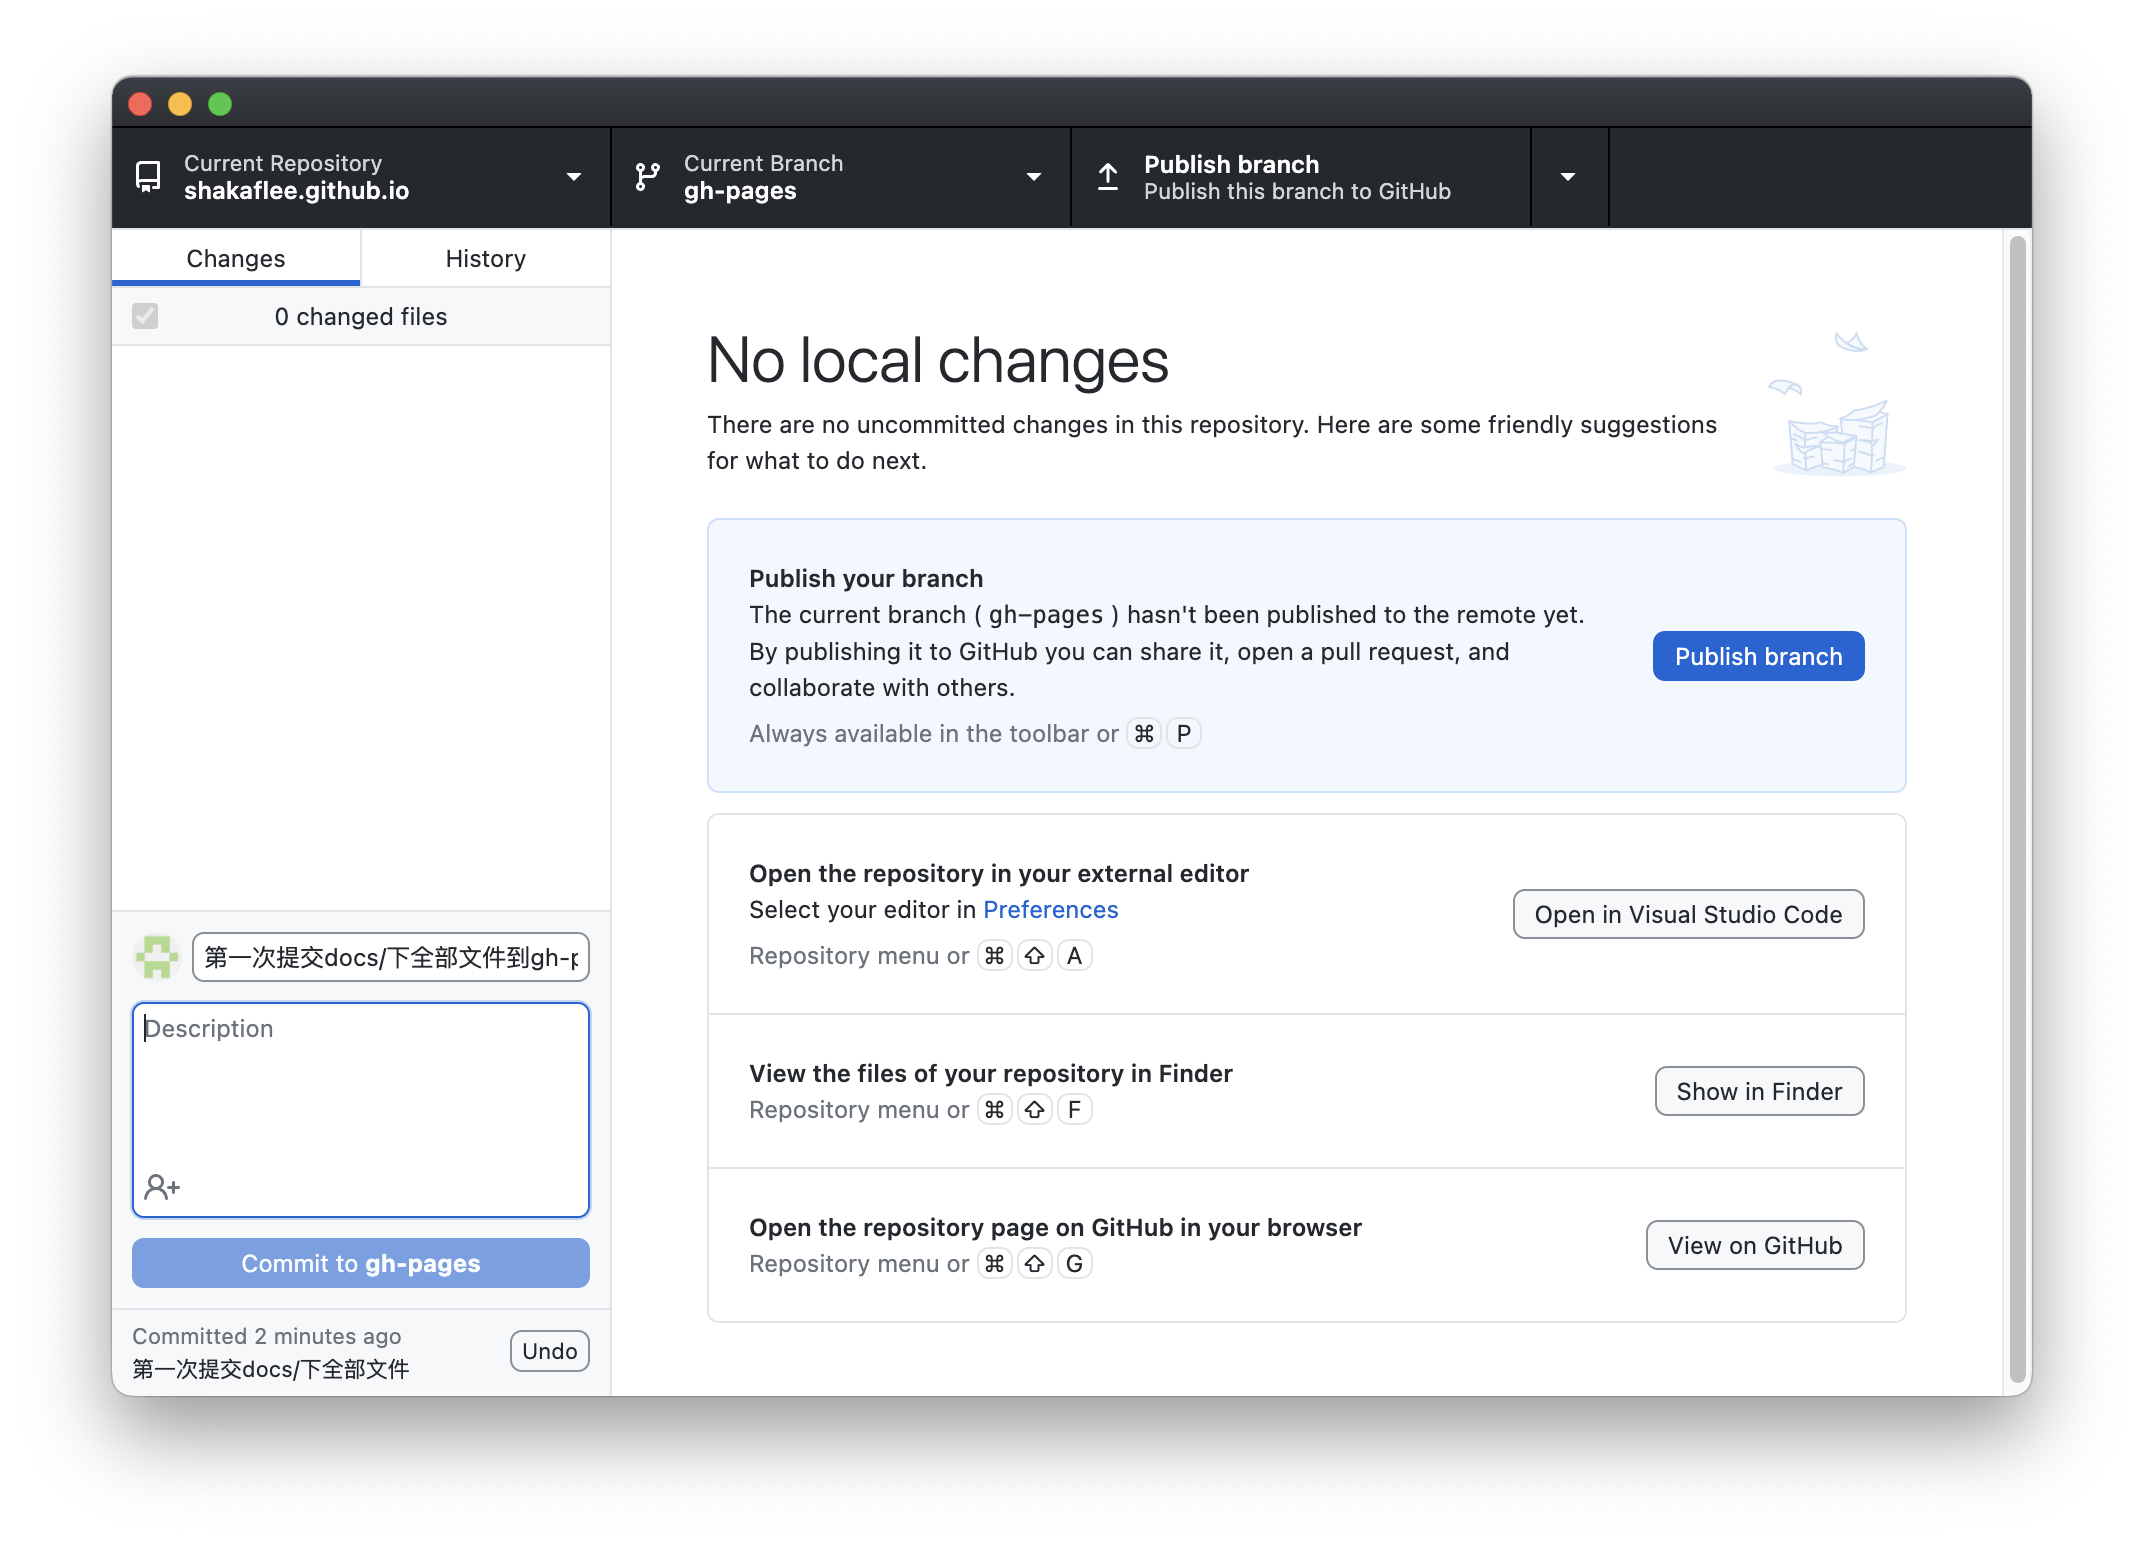 Current Repository
shakaflee.github.io
Current Branch
gh-pages
Publish branch
Publish this branch to GitHub
Changes
History
0 changed files
No local changes
There are no uncommitted changes in this repository. Here are some friendly suggestions
for what to do next.
Publish your branch
The current branch ( gh-pages ) hasn't been published to the remote yet.
By publishing it to GitHub you can share it, open a pull request, and
collaborate with others.
Always available in the toolbar or ⌘ P
Publish branch
Open the repository in your external editor
Select your editor in Preferences
Repository menu or ⌘ ⇧ A
Open in Visual Studio Code
View the files of your repository in Finder
Repository menu or ⌘ ⇧ F
Show in Finder
Open the repository page on GitHub in your browser
Repository menu or ⌘ ⇧ G
View on GitHub
第一次提交docs/下全部文件到gh-p
Description
Commit to gh-pages
Committed 2 minutes ago
第一次提交docs/下全部文件
Undo